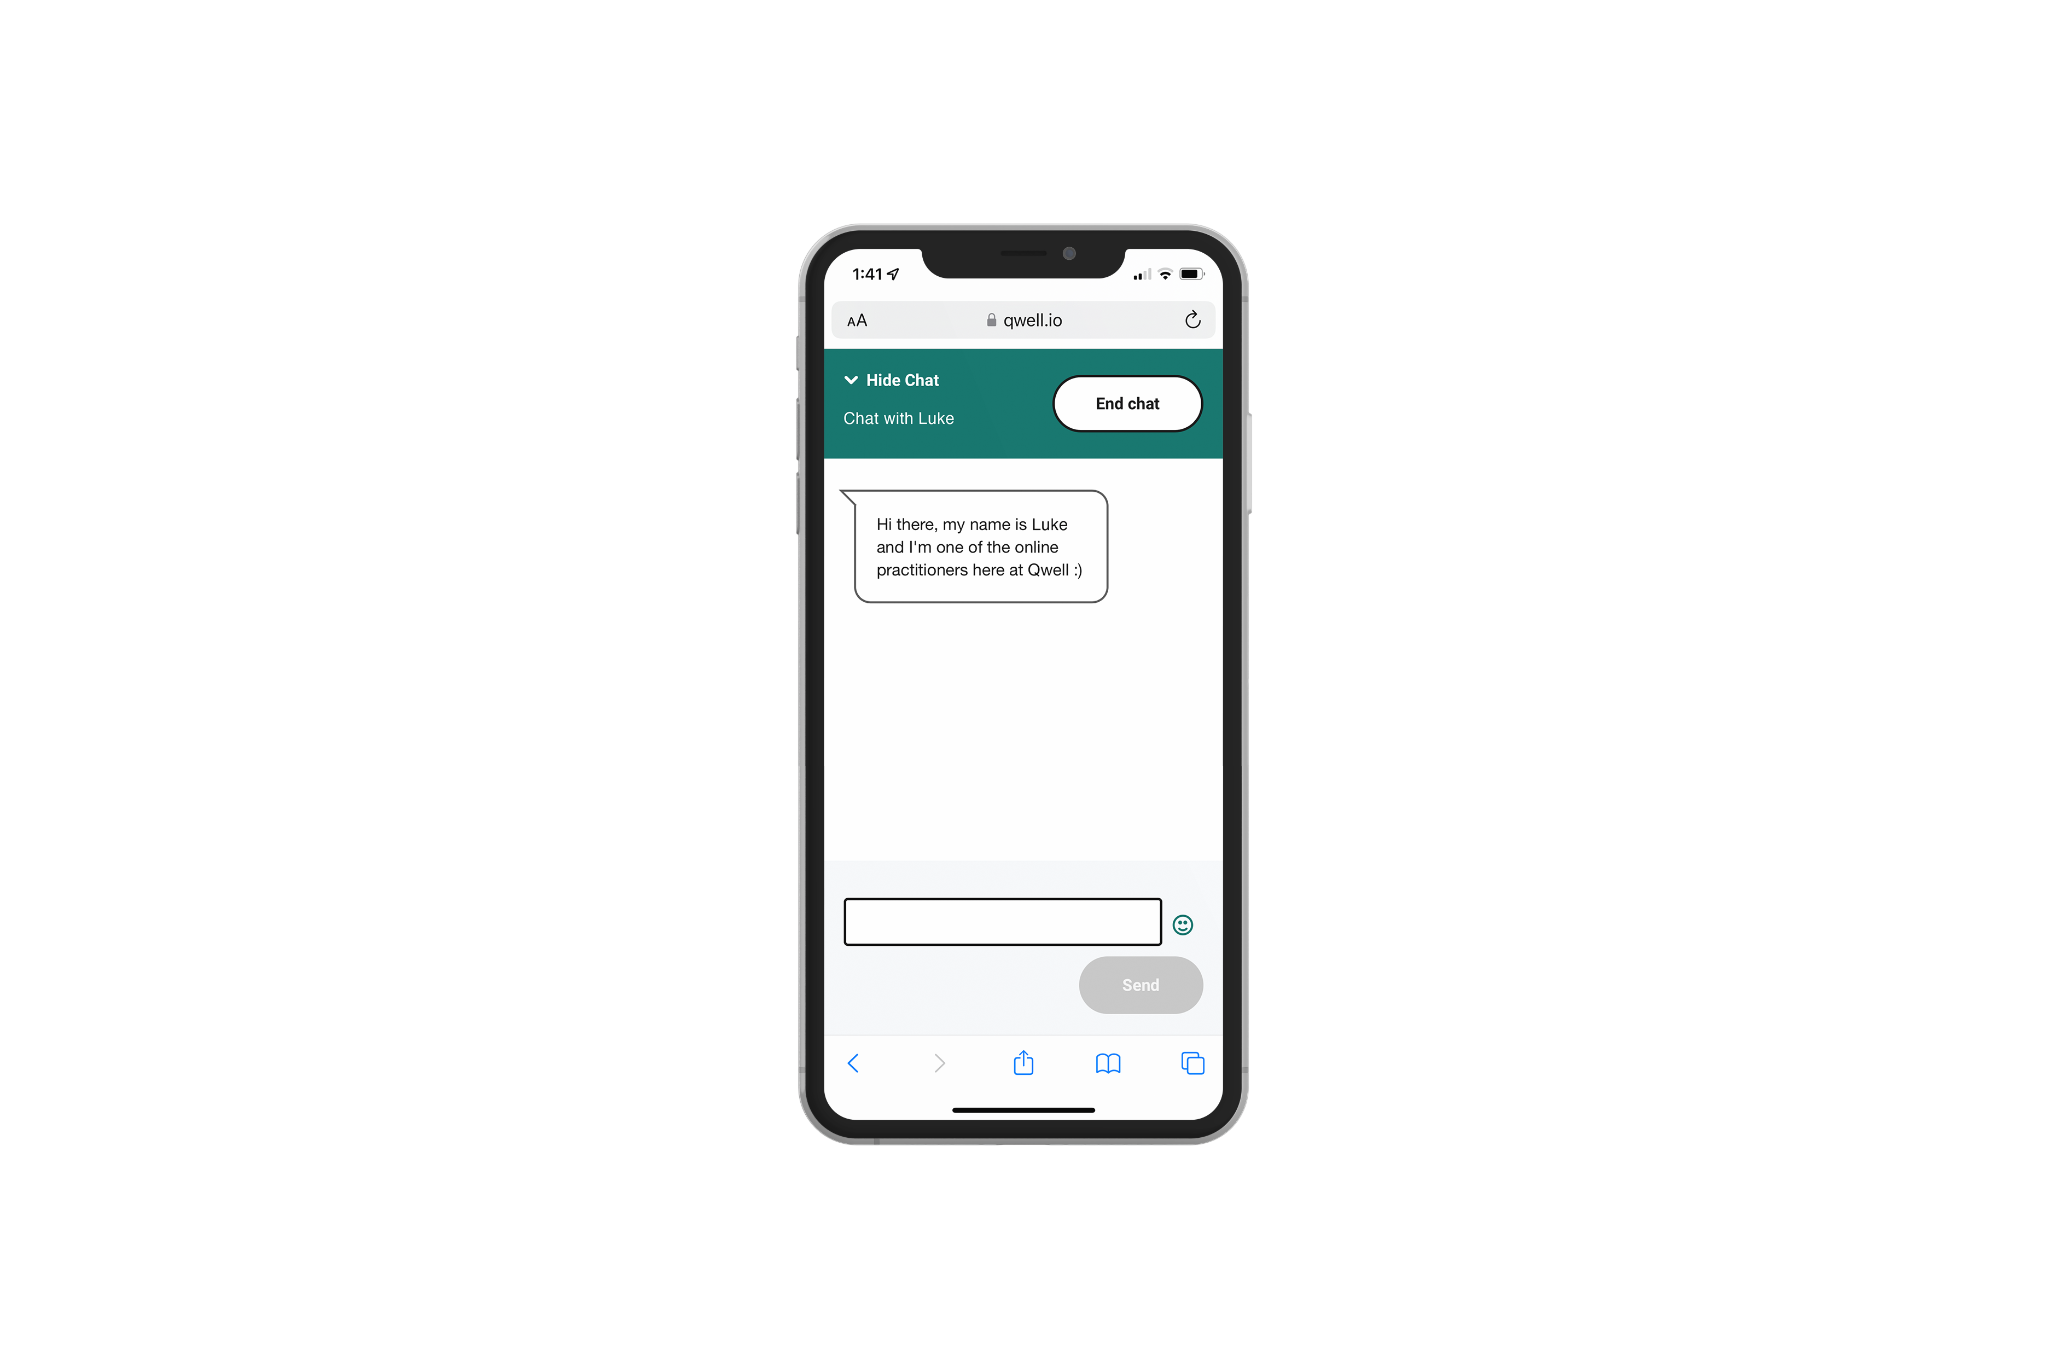 1:41
AA qwell.io
Hide Chat
End chat
Chat with Luke
Hi there, my name is Luke
and I'm one of the online
practitioners here at Qwell :)
Send